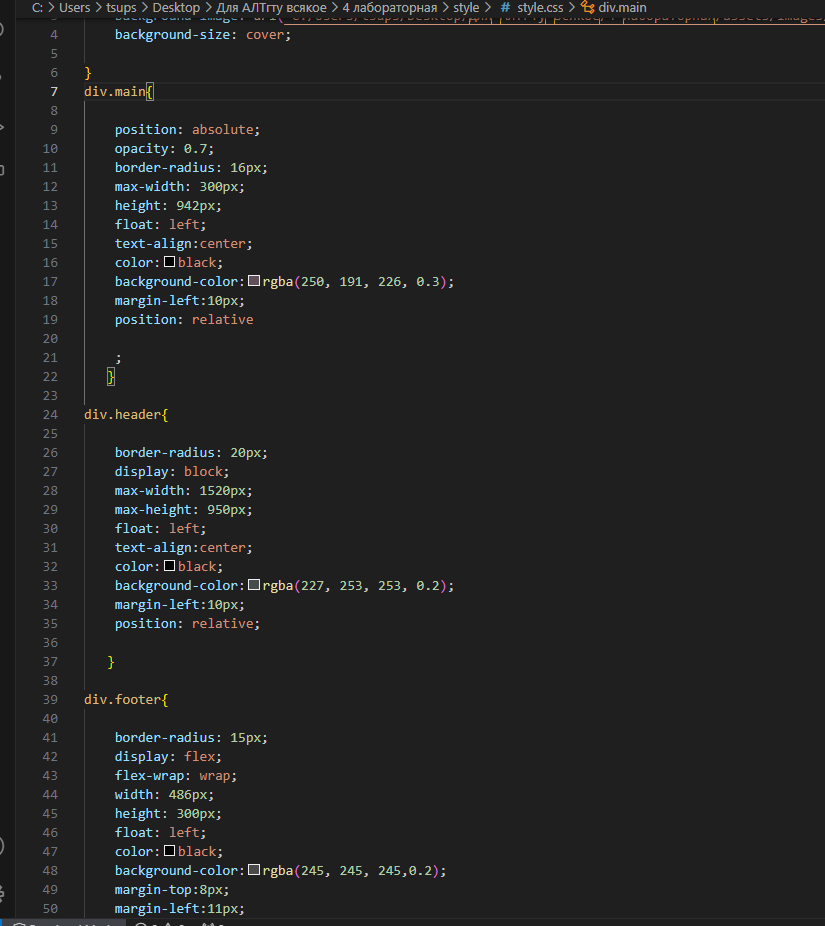 C: > Users > tsups > Desktop > Для АЛТгту всякое > 4 лабораторная > style > # style.css > div.main
4 background-size: cover;
5
6 }
7 div.main{
8
9 position: absolute;
10 opacity: 0.7;
11 border-radius: 16px;
12 max-width: 300px;
13 height: 942px;
14 float: left;
15 text-align:center;
16 color:black;
17 background-color:rgba(250, 191, 226, 0.3);
18 margin-left:10px;
19 position: relative
20
21 ;
22 }
23
24 div.header{
25
26 border-radius: 20px;
27 display: block;
28 max-width: 1520px;
29 max-height: 950px;
30 float: left;
31 text-align:center;
32 color:black;
33 background-color:rgba(227, 253, 253, 0.2);
34 margin-left:10px;
35 position: relative;
36
37 }
38
39 div.footer{
40
41 border-radius: 15px;
42 display: flex;
43 flex-wrap: wrap;
44 width: 486px;
45 height: 300px;
46 float: left;
47 color:black;
48 background-color:rgba(245, 245, 245,0.2);
49 margin-top:8px;
50 margin-left:11px;